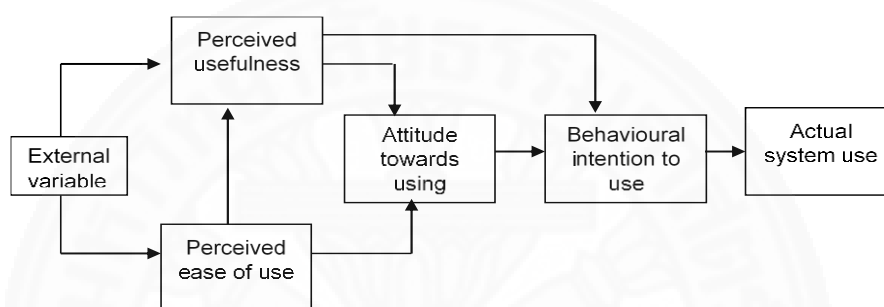 Perceived
usefulness
External
variable
Perceived
ease of use
Attitude
towards
using
Behavioural
intention to
use
Actual
system use